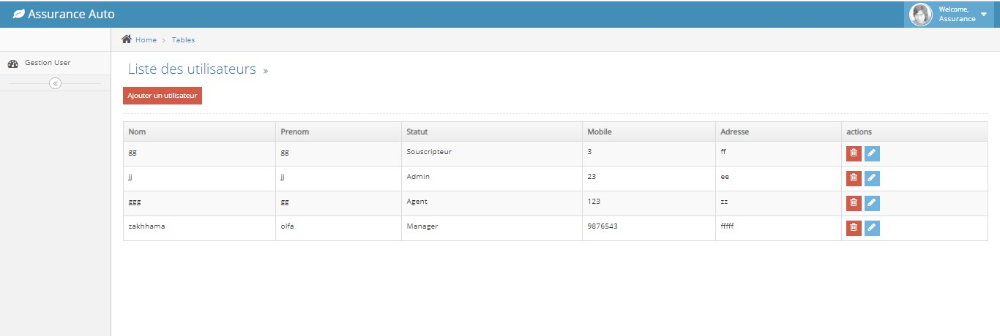 Assurance Auto
Welcome,
Assurance
Home > Tables
Gestion User
Liste des utilisateurs »
Ajouter un utilisateur
Nom Prenom Statut Mobile Adresse actions
gg gg Souscripteur 3 ff
jj jj Admin 23 ee
ggg gg Agent 123 zz
zakhhama olfa Manager 9876543 fffff